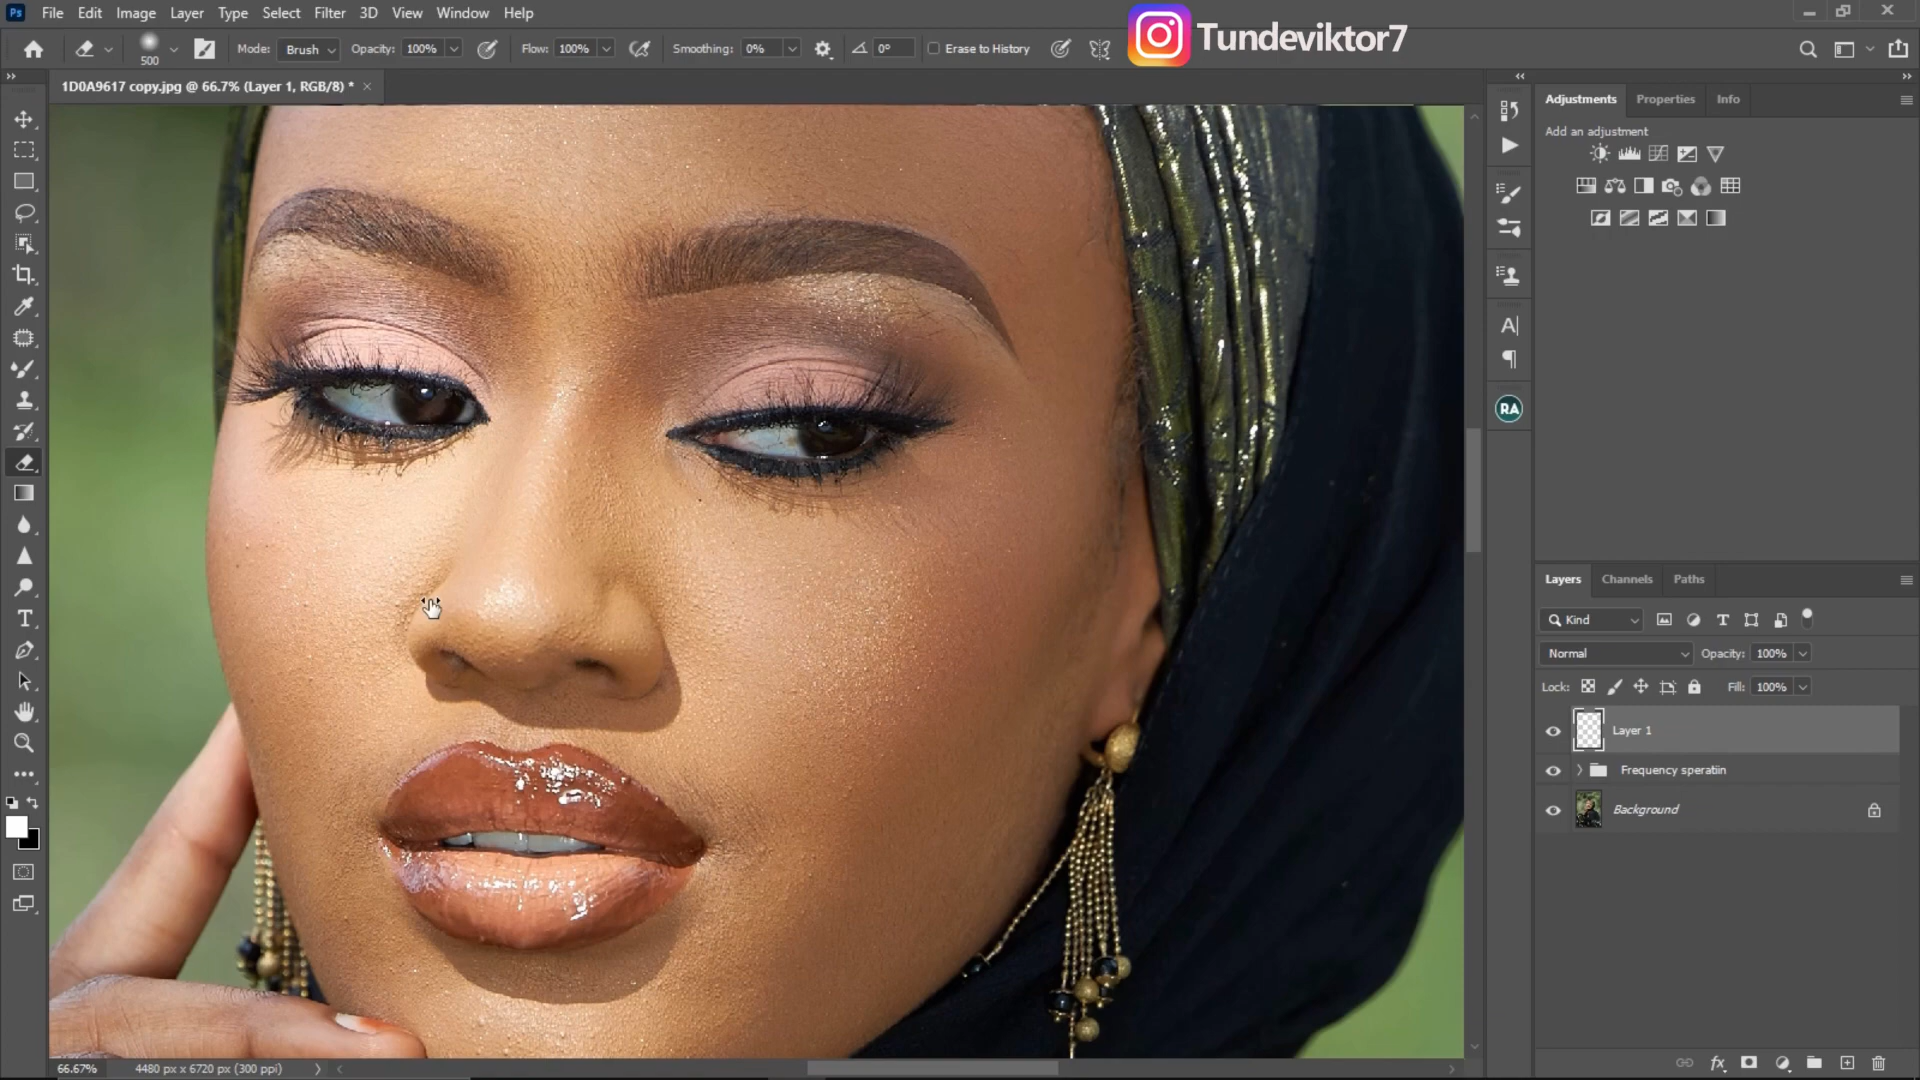 Ps File Edit Image Layer Type Select Filter 3D View Window Help
Mode: Brush Opacity: 100% Flow: 100% Smoothing: 0% 0° Erase to History
500
Tundeviktor7
1D0A9617 copy.jpg @ 66.7% (Layer 1, RGB/8) *
Adjustments Properties Info
Add an adjustment
A
RA
T
Layers Channels Paths
Kind
Normal Opacity: 100%
Lock: Fill: 100%
Layer 1
Frequency speratiin
Background
fx
66.67% 4480 px x 6720 px (300 ppi)